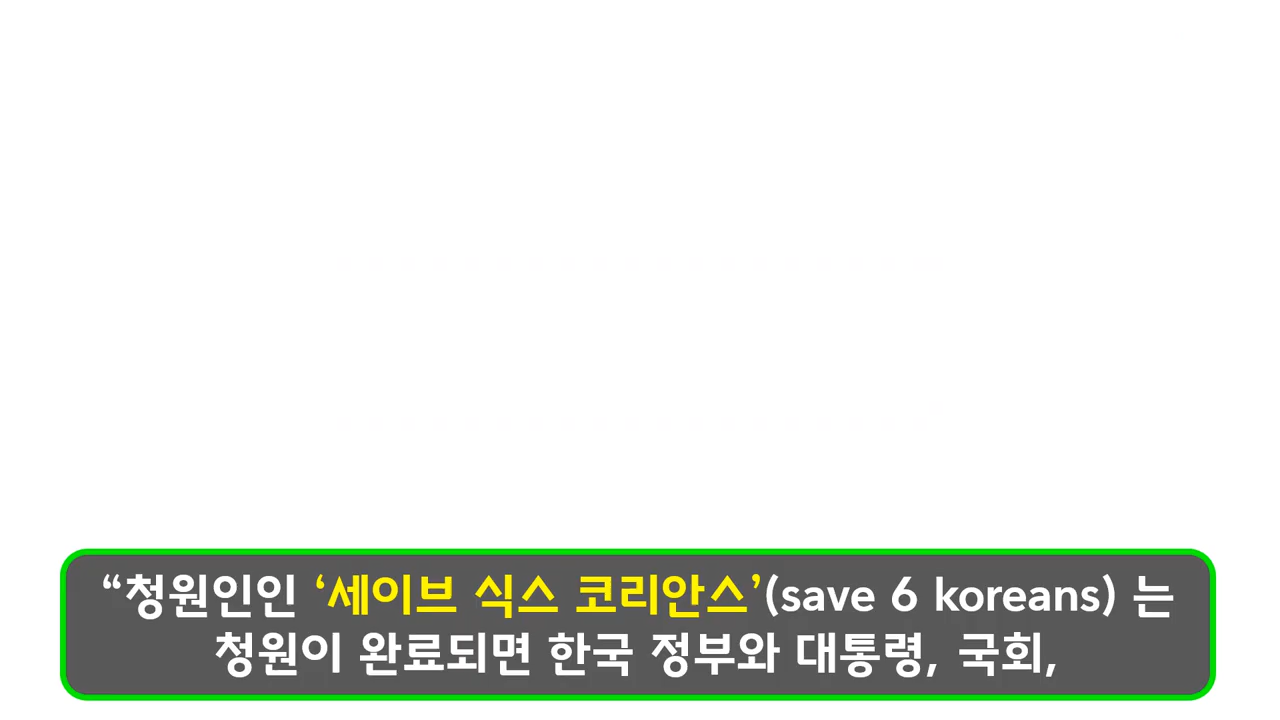 “청원인인 ‘세이브 식스 코리안스’(save 6 koreans) 는
청원이 완료되면 한국 정부와 대통령, 국회,